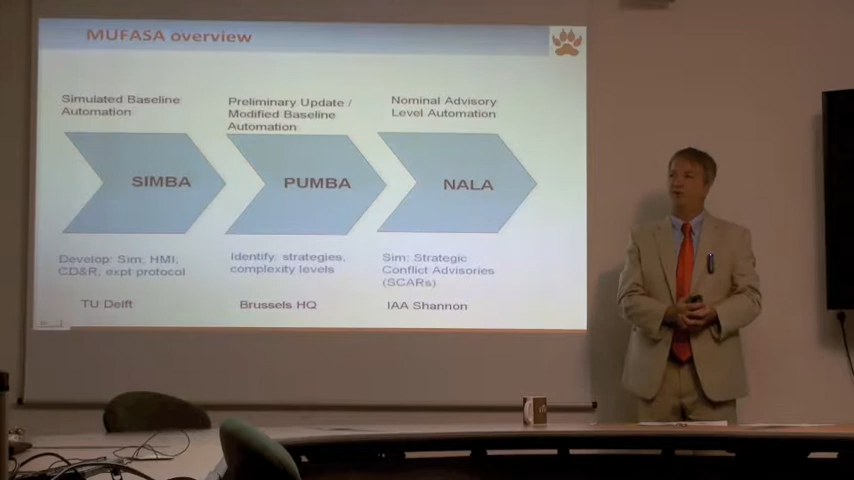 MUFASA overview
Simulated Baseline
Automation
Preliminary Update /
Modified Baseline
Automation
Nominal Advisory
Level Automation
SIMBA
PUMBA
NALA
Develop: Sim, HMI,
CD&R, expt protocol
Identify: strategies,
complexity levels
Sim: Strategic
Conflict Advisories
(SCARs)
TU Delft
Brussels HQ
IAA Shannon